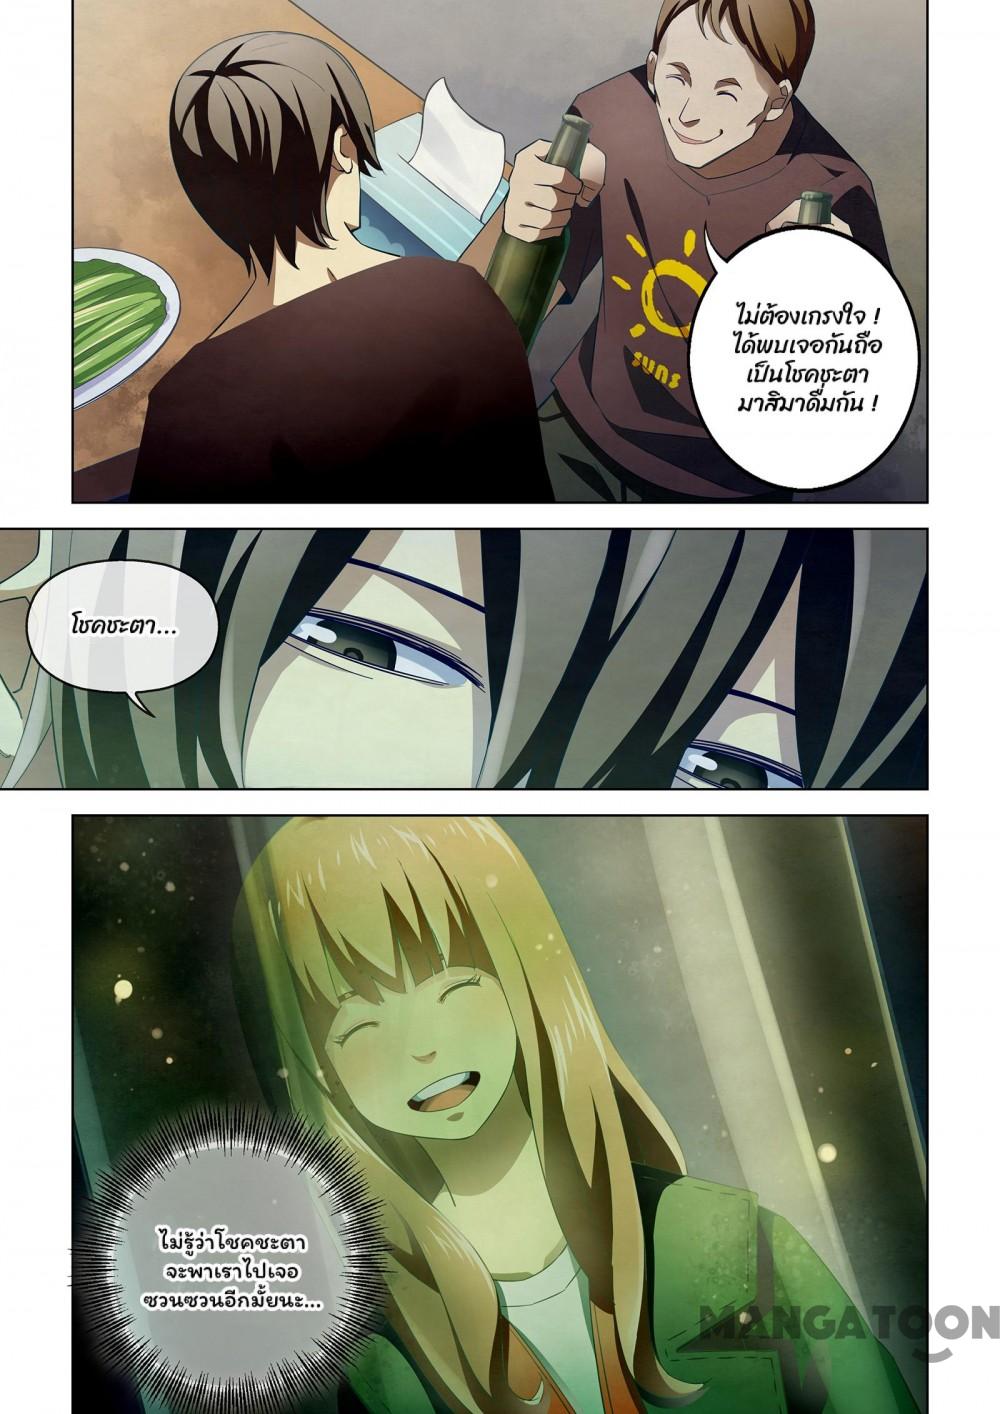 ไม่ต้องเกรงใจ !
ได้พบเจอกันถือ
เป็นโชคชะตา
มาสิมาดื่มกัน !
suns
โชคชะตา...
ไม่รู้ว่าโชคชะตา
จะพาเราไปเจอ
ซวนซวนอีกมั้ยนะ...
MANGATOON